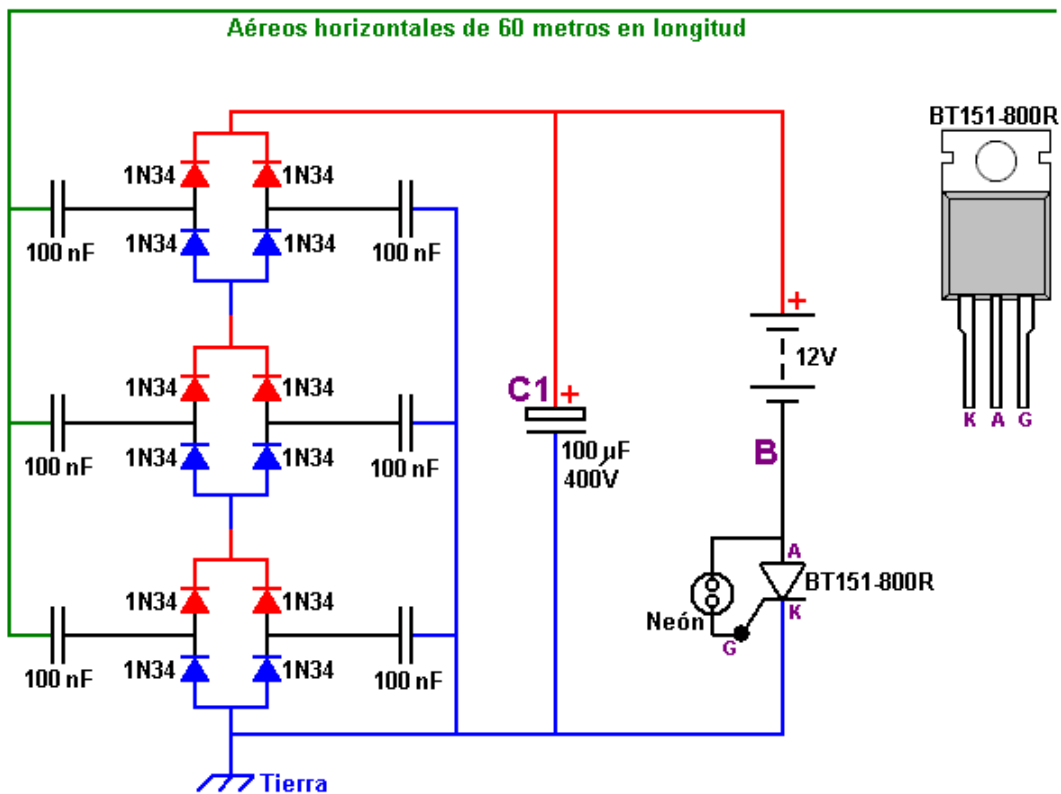 Aéreos horizontales de 60 metros en longitud
BT151-800R
1N34 1N34
100 nF 1N34 1N34 100 nF
1N34 1N34
100 nF 1N34 1N34 100 nF
1N34 1N34
100 nF 1N34 1N34 100 nF
C1 +
100 µF
400V
+
12V
B
A
BT151-800R
K
Neón
G
K A G
Tierra